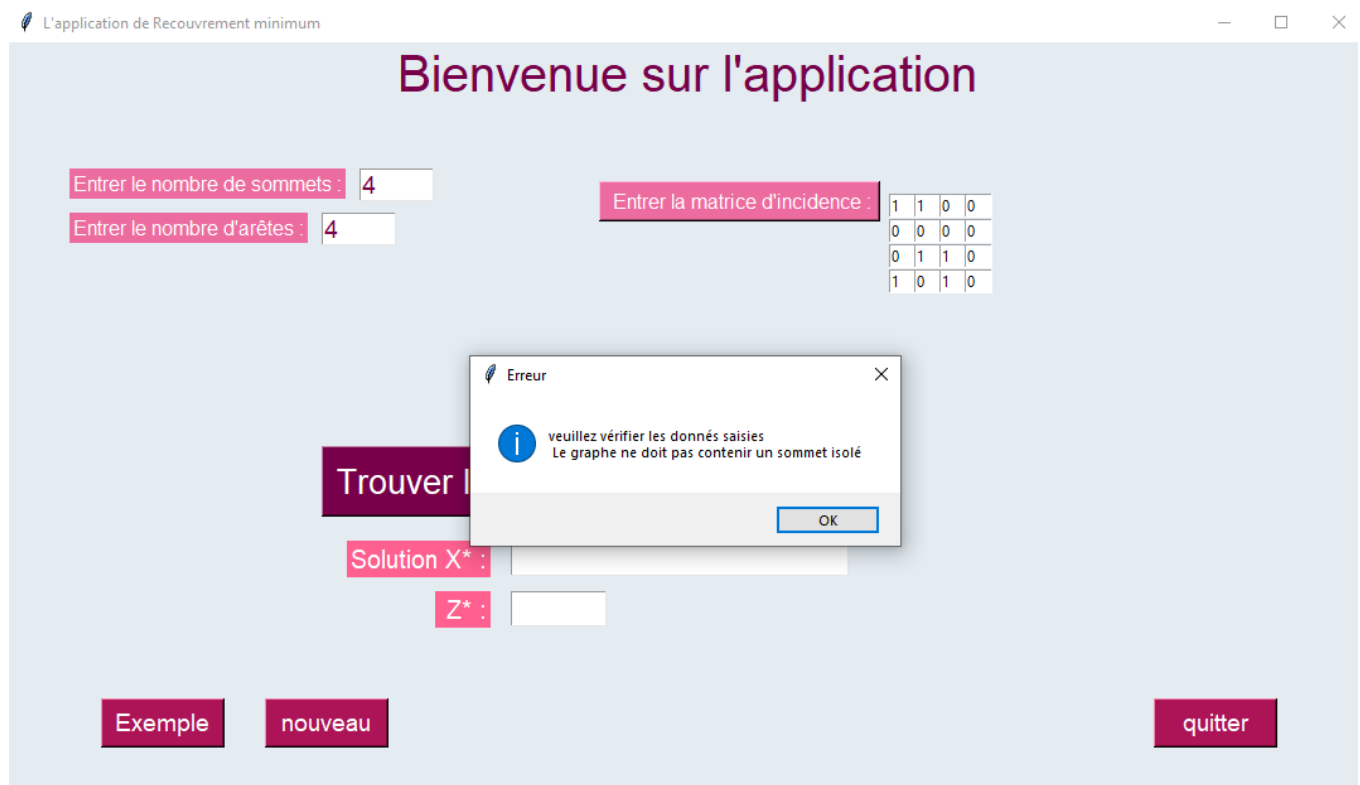 L'application de Recouvrement minimum
Bienvenue sur l'application
Entrer le nombre de sommets : 4
Entrer le nombre d'arêtes : 4
Entrer la matrice d'incidence :
1 1 0 0
0 0 0 0
0 1 1 0
1 0 1 0
Erreur
veuillez vérifier les donnés saisies
Le graphe ne doit pas contenir un sommet isolé
OK
Trouver
Solution X* :
Z* :
Exemple
nouveau
quitter